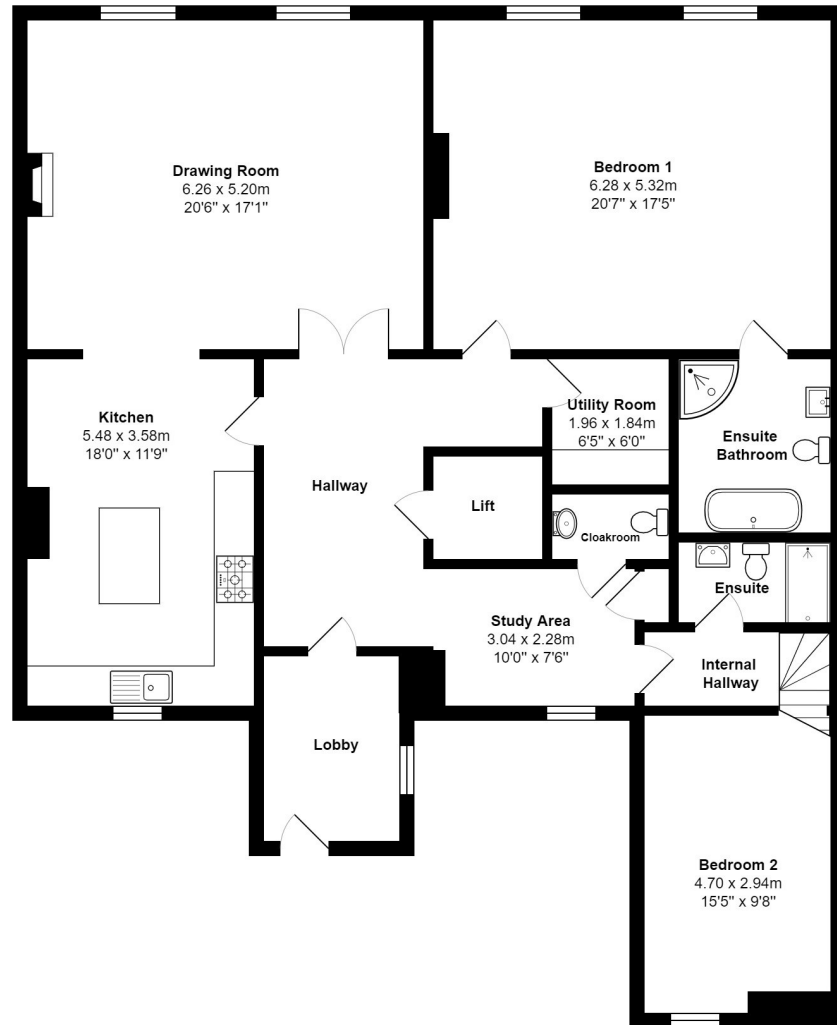 Drawing Room
6.26 x 5.20m
20'6" x 17'1"
Bedroom 1
6.28 x 5.32m
20'7" x 17'5"
Kitchen
5.48 x 3.58m
18'0" x 11'9"
Hallway
Utility Room
1.96 x 1.84m
6'5" x 6'0"
Ensuite
Bathroom
Lift
Cloakroom
Ensuite
Study Area
3.04 x 2.28m
10'0" x 7'6"
Internal
Hallway
Lobby
Bedroom 2
4.70 x 2.94m
15'5" x 9'8"